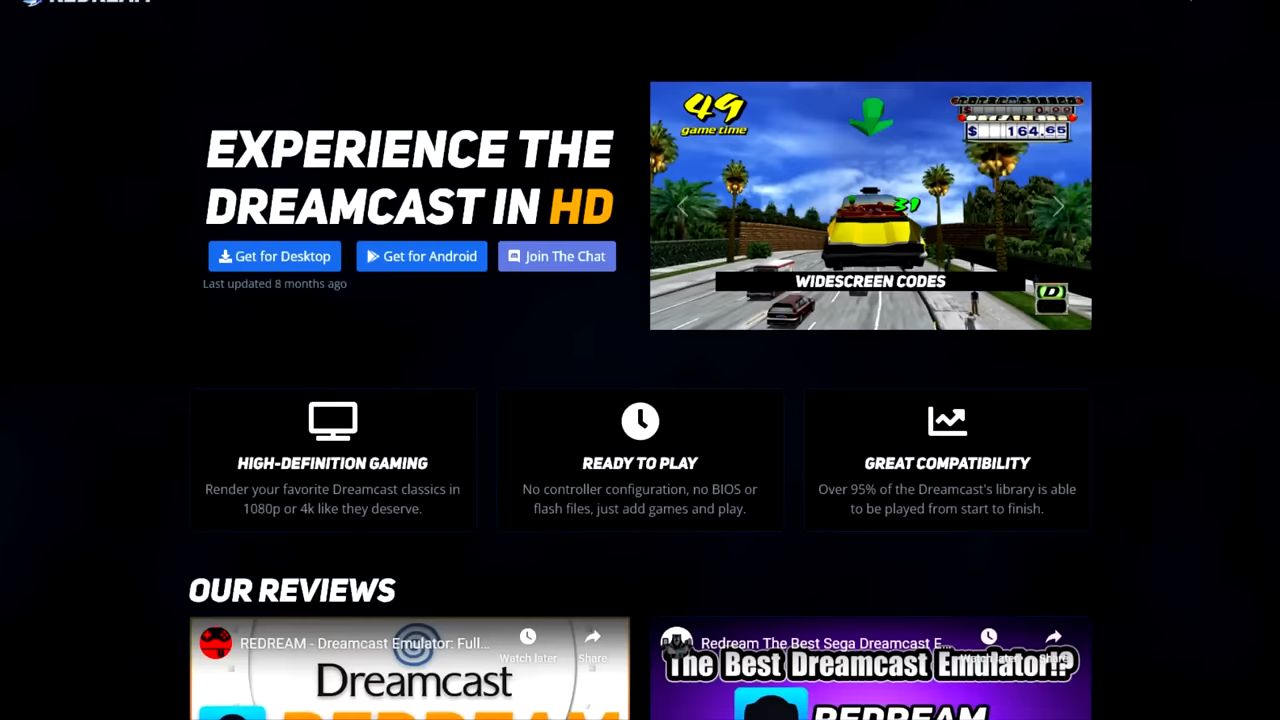 REDREAM
49
game time
$ 164.65
31
EXPERIENCE THE
DREAMCAST IN HD
WIDESCREEN CODES
D
Get for Desktop
Get for Android
Join The Chat
Last updated 8 months ago
HIGH-DEFINITION GAMING
Render your favorite Dreamcast classics in
1080p or 4k like they deserve.
READY TO PLAY
No controller configuration, no BIOS or
flash files, just add games and play.
GREAT COMPATIBILITY
Over 95% of the Dreamcast's library is able
to be played from start to finish.
OUR REVIEWS
REDREAM - Dreamcast Emulator: Full...
Watch later
Share
Dreamcast
REDREAM
Redream The Best Sega Dreamcast E...
Watch later
Share
The Best Dreamcast Emulator!?
REDREAM